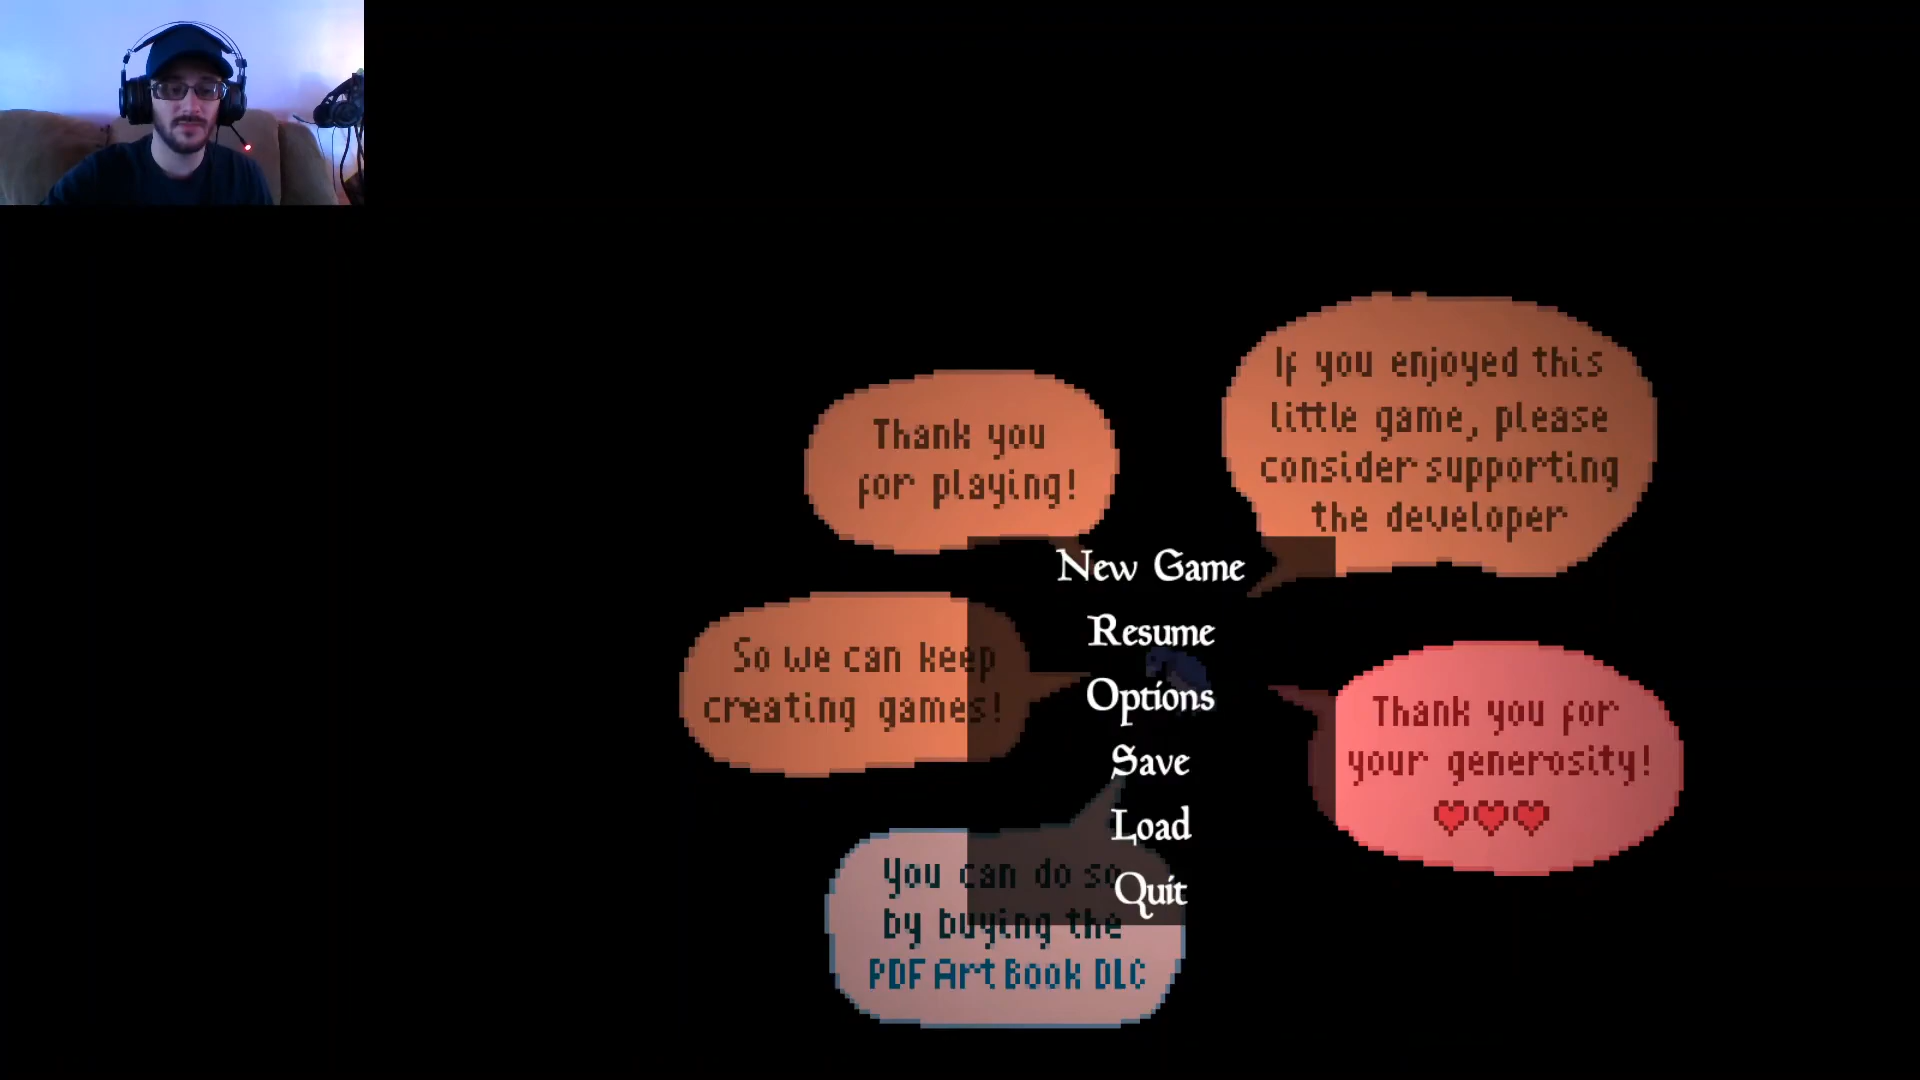 Thank you
for playing!
If you enjoyed this
little game, please
consider supporting
the developer
So we can keep
creating games!
New Game
Resume
Options
Save
Load
Quit
Thank you for
your generosity!
You can do so
by buying the
PDF Art Book DLC